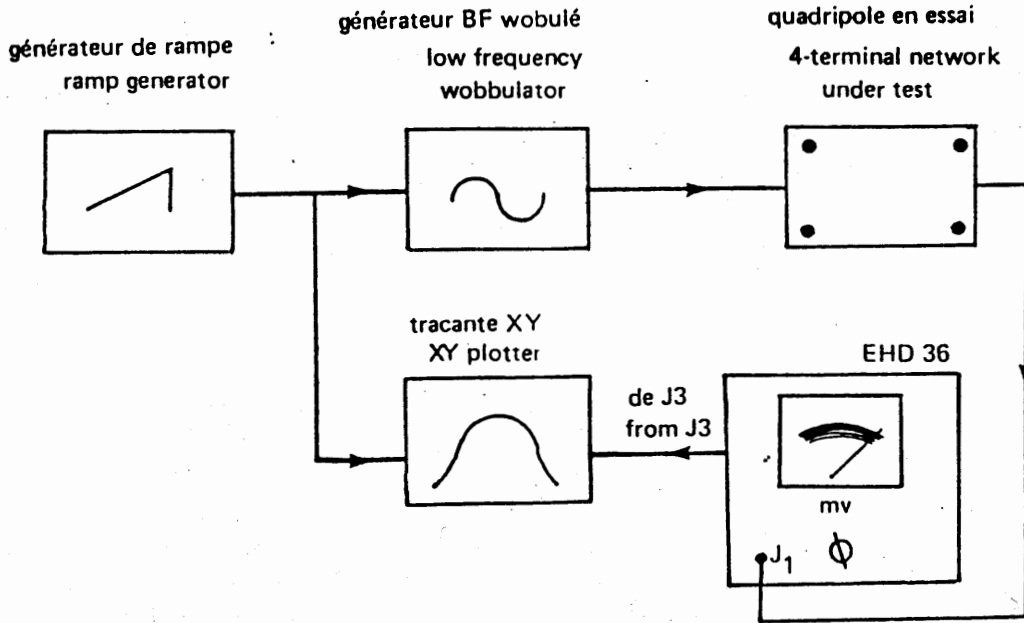 générateur de rampe :
ramp generator
générateur BF wobulé
low frequency
wobbulator
quadripole en essai
4-terminal network
under test
tracante XY
XY plotter
de J3
from J3
EHD 36
mv
J1 ϕ